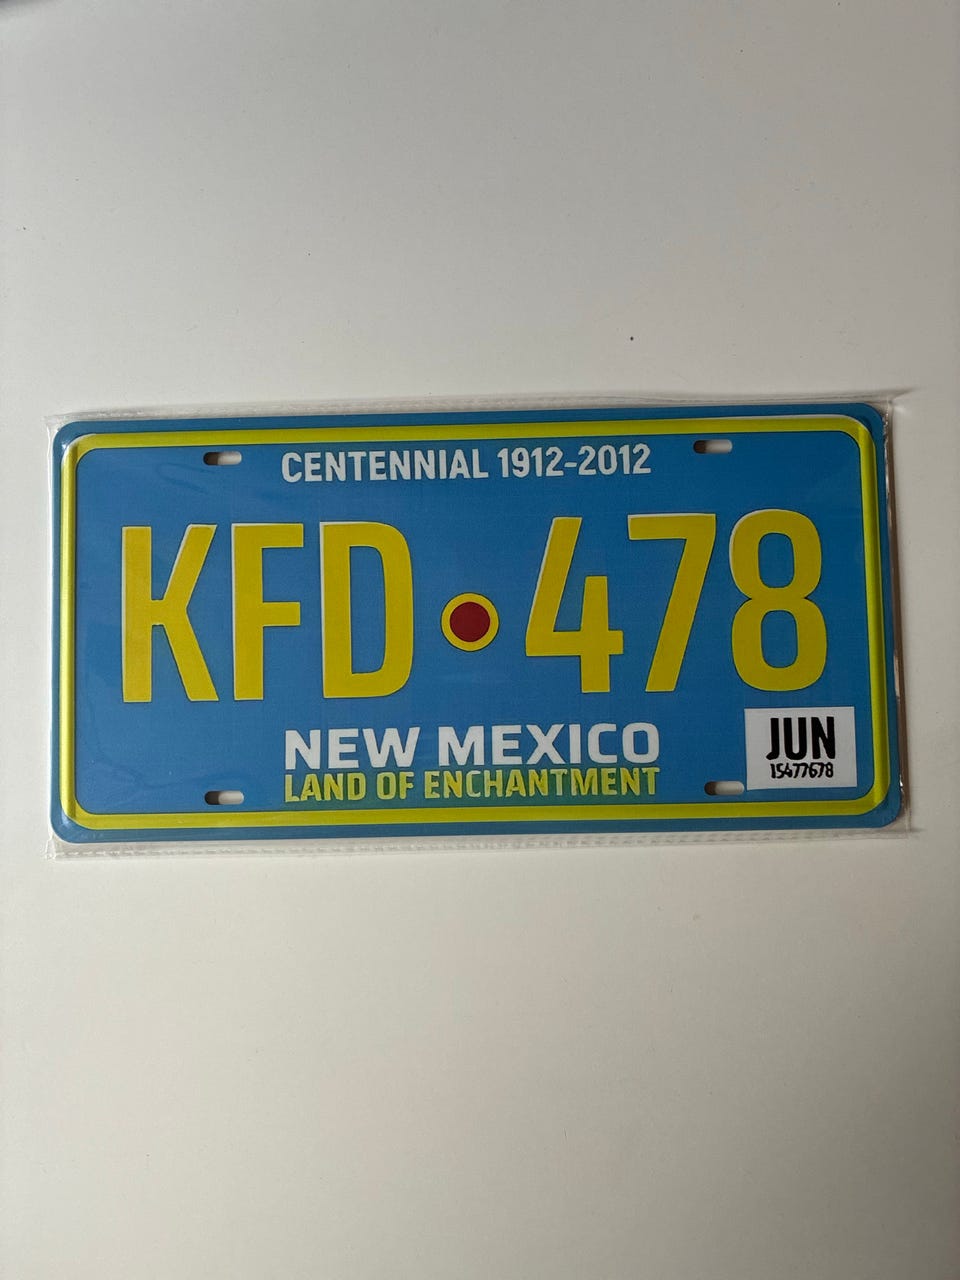 CENTENNIAL 1912-2012
KFD•478
NEW MEXICO
LAND OF ENCHANTMENT
JUN
15477678